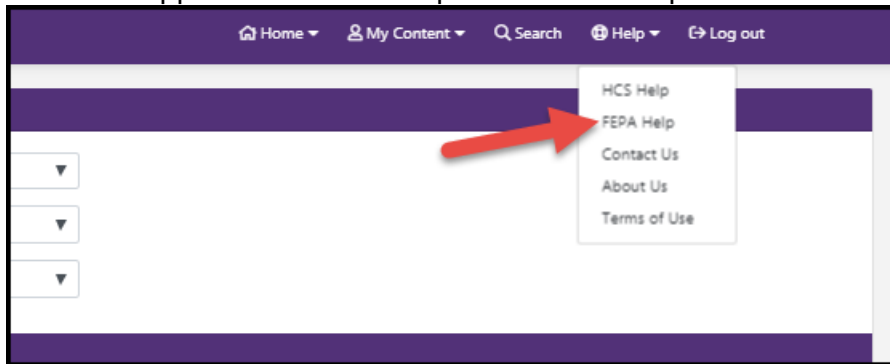 Home ▾ My Content ▾ Search Help ▾ Log out
HCS Help
FEPA Help
Contact Us
About Us
Terms of Use